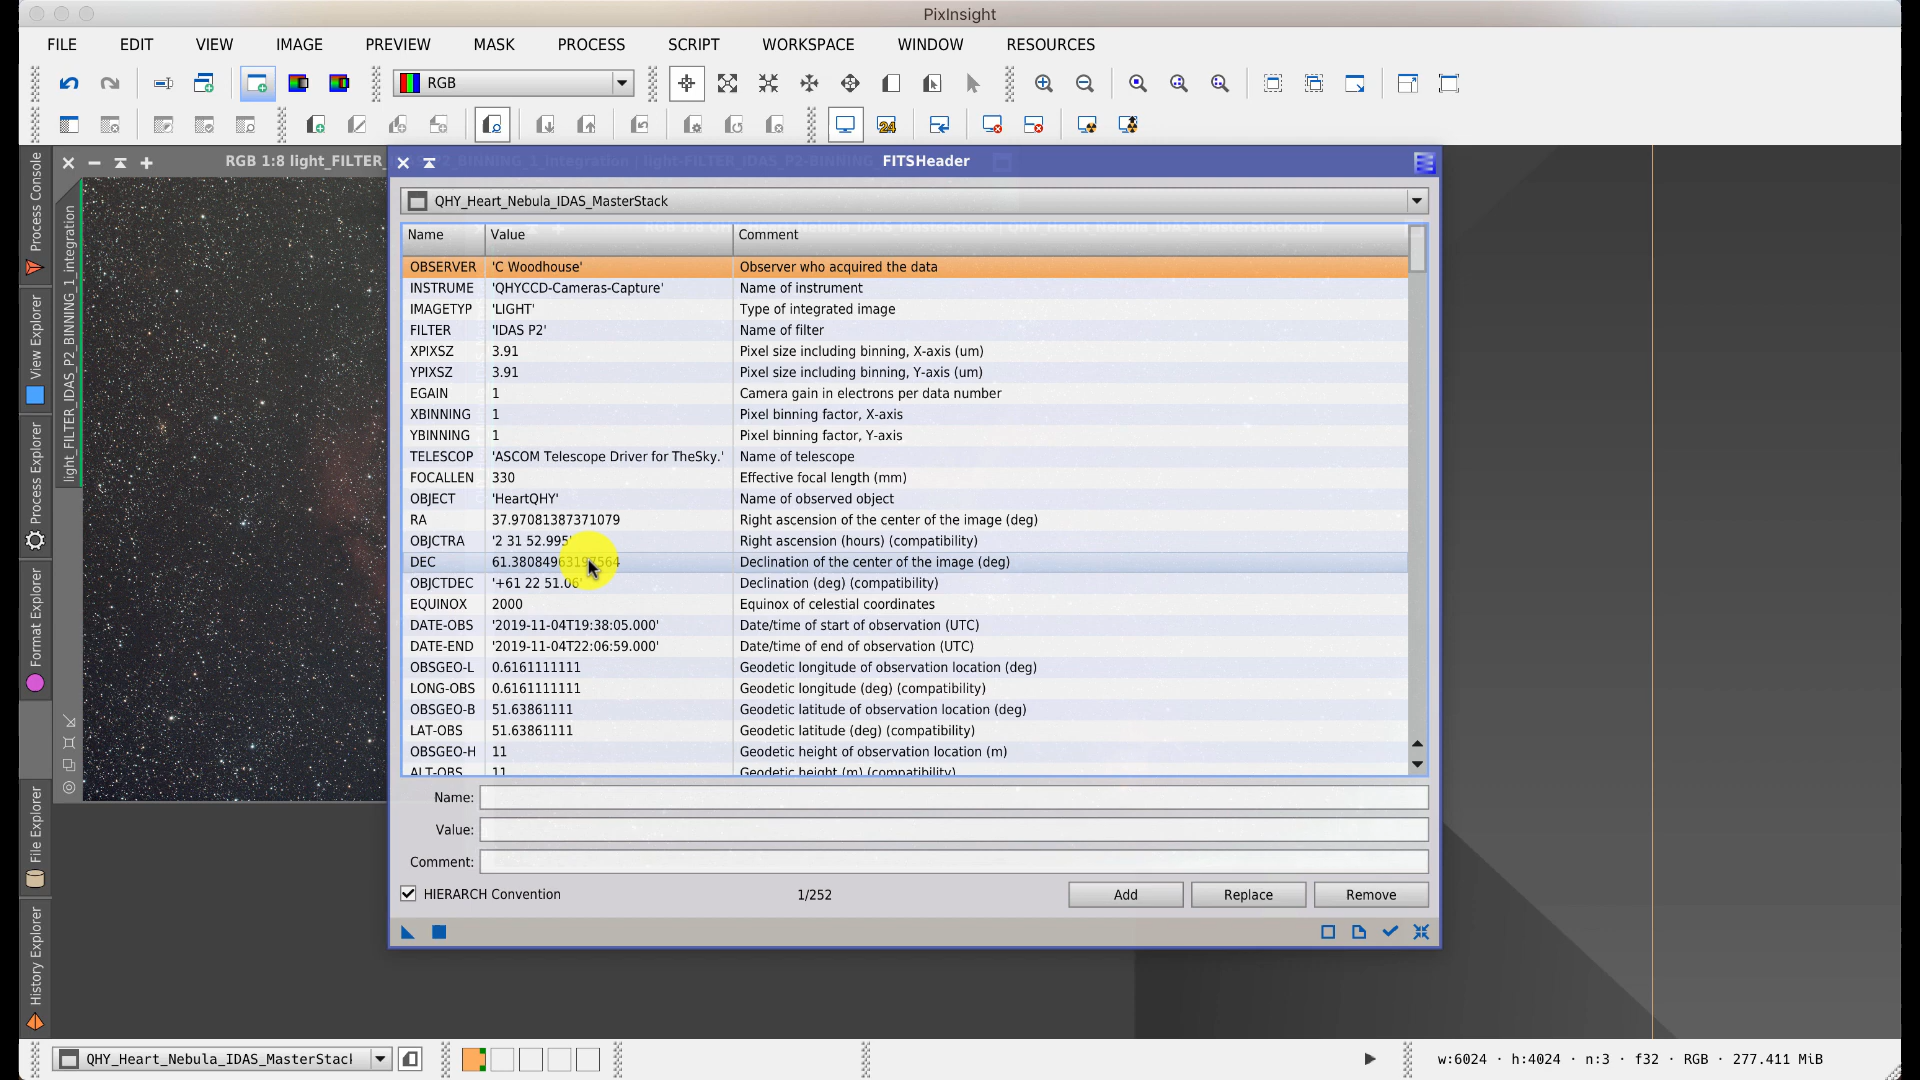 PixInsight
FILE EDIT VIEW IMAGE PREVIEW MASK PROCESS SCRIPT WORKSPACE WINDOW RESOURCES
RGB
24
RGB 1:8 light_FILTER_
FITSHeader
QHY_Heart_Nebula_IDAS_MasterStack
Name Value Comment
OBSERVER 'C Woodhouse' Observer who acquired the data
INSTRUME 'QHYCCD-Cameras-Capture' Name of instrument
IMAGETYP 'LIGHT' Type of integrated image
FILTER 'IDAS P2' Name of filter
XPIXSZ 3.91 Pixel size including binning, X-axis (um)
YPIXSZ 3.91 Pixel size including binning, Y-axis (um)
EGAIN 1 Camera gain in electrons per data number
XBINNING 1 Pixel binning factor, X-axis
YBINNING 1 Pixel binning factor, Y-axis
TELESCOP 'ASCOM Telescope Driver for TheSky.' Name of telescope
FOCALLEN 330 Effective focal length (mm)
OBJECT 'HeartQHY' Name of observed object
RA 37.97081387371079 Right ascension of the center of the image (deg)
OBJCTRA '2 31 52.995' Right ascension (hours) (compatibility)
DEC Declination of the center of the image (deg)
OBJCTDEC '+61 22 51.06' Declination (deg) (compatibility)
EQUINOX 2000 Equinox of celestial coordinates
DATE-OBS '2019-11-04T19:38:05.000' Date/time of start of observation (UTC)
DATE-END '2019-11-04T22:06:59.000' Date/time of end of observation (UTC)
OBSGEO-L 0.6161111111 Geodetic longitude of observation location (deg)
LONG-OBS 0.6161111111 Geodetic longitude (deg) (compatibility)
OBSGEO-B 51.63861111 Geodetic latitude of observation location (deg)
LAT-OBS 51.63861111 Geodetic latitude (deg) (compatibility)
OBSGEO-H 11 Geodetic height of observation location (m)
ALT-OBS 11 Geodetic height (m) (compatibility)
Name:
Value:
Comment:
HIERARCH Convention 1/252 Add Replace Remove
Process Console
View Explorer
Process Explorer
Format Explorer
File Explorer
History Explorer
light_FILTER_IDAS_P2_BINNING_1_integration
QHY_Heart_Nebula_IDAS_MasterStack
w:6024 · h:4024 · n:3 · f32 · RGB · 277.411 MiB